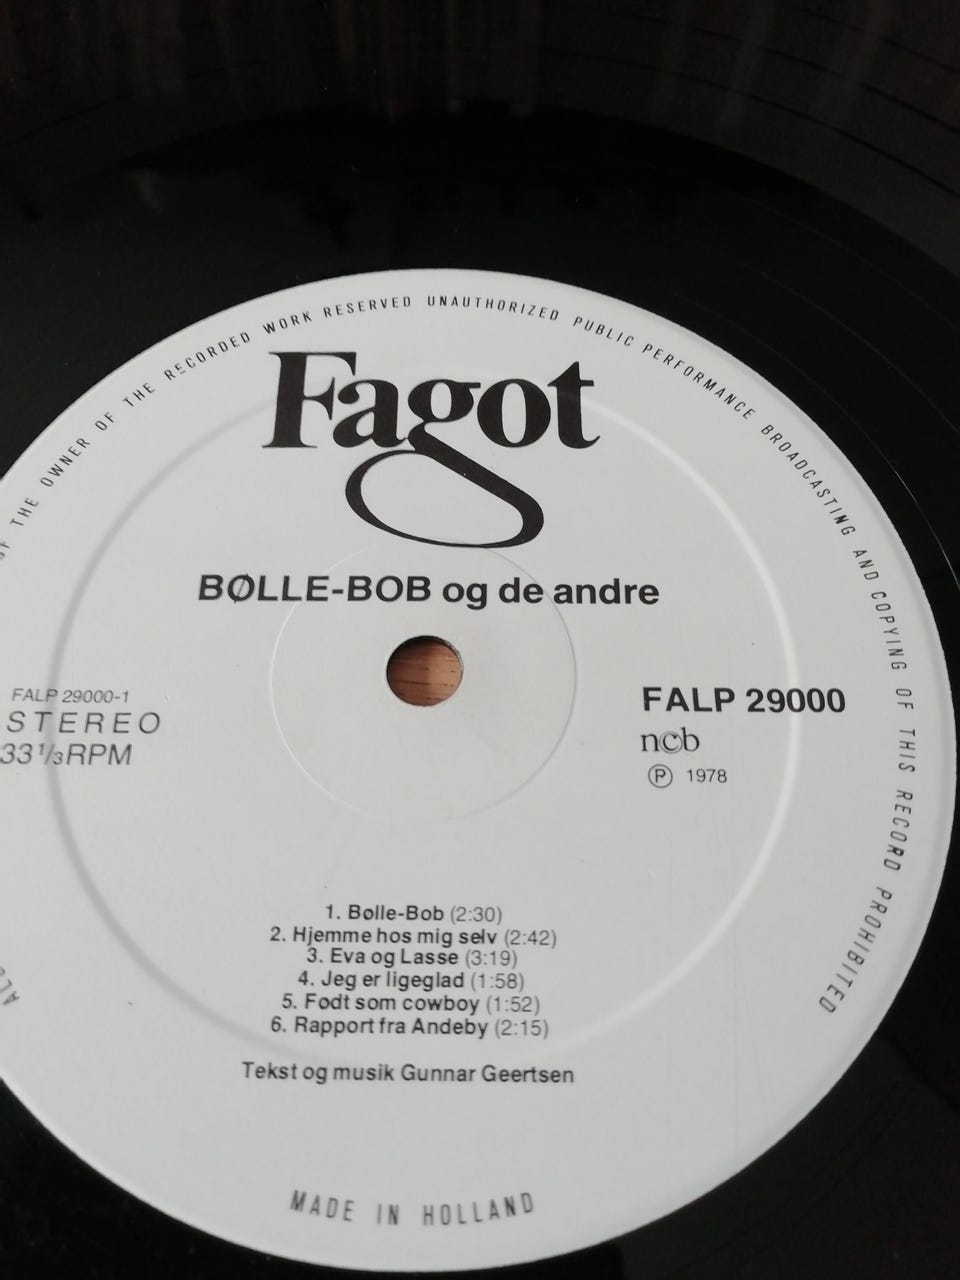 OF THE OWNER OF THE RECORDED WORK RESERVED UNAUTHORIZED PUBLIC PERFORMANCE BROADCASTING AND COPYING OF THIS RECORD PROHIBITED
Fagot
BØLLE-BOB og de andre
FALP 29000-1
STEREO
33 1/3 RPM
FALP 29000
ncb
Ⓟ 1978
1. Bølle-Bob (2:30)
2. Hjemme hos mig selv (2:42)
3. Eva og Lasse (3:19)
4. Jeg er ligeglad (1:58)
5. Født som cowboy (1:52)
6. Rapport fra Andeby (2:15)
Tekst og musik Gunnar Geertsen
MADE IN HOLLAND